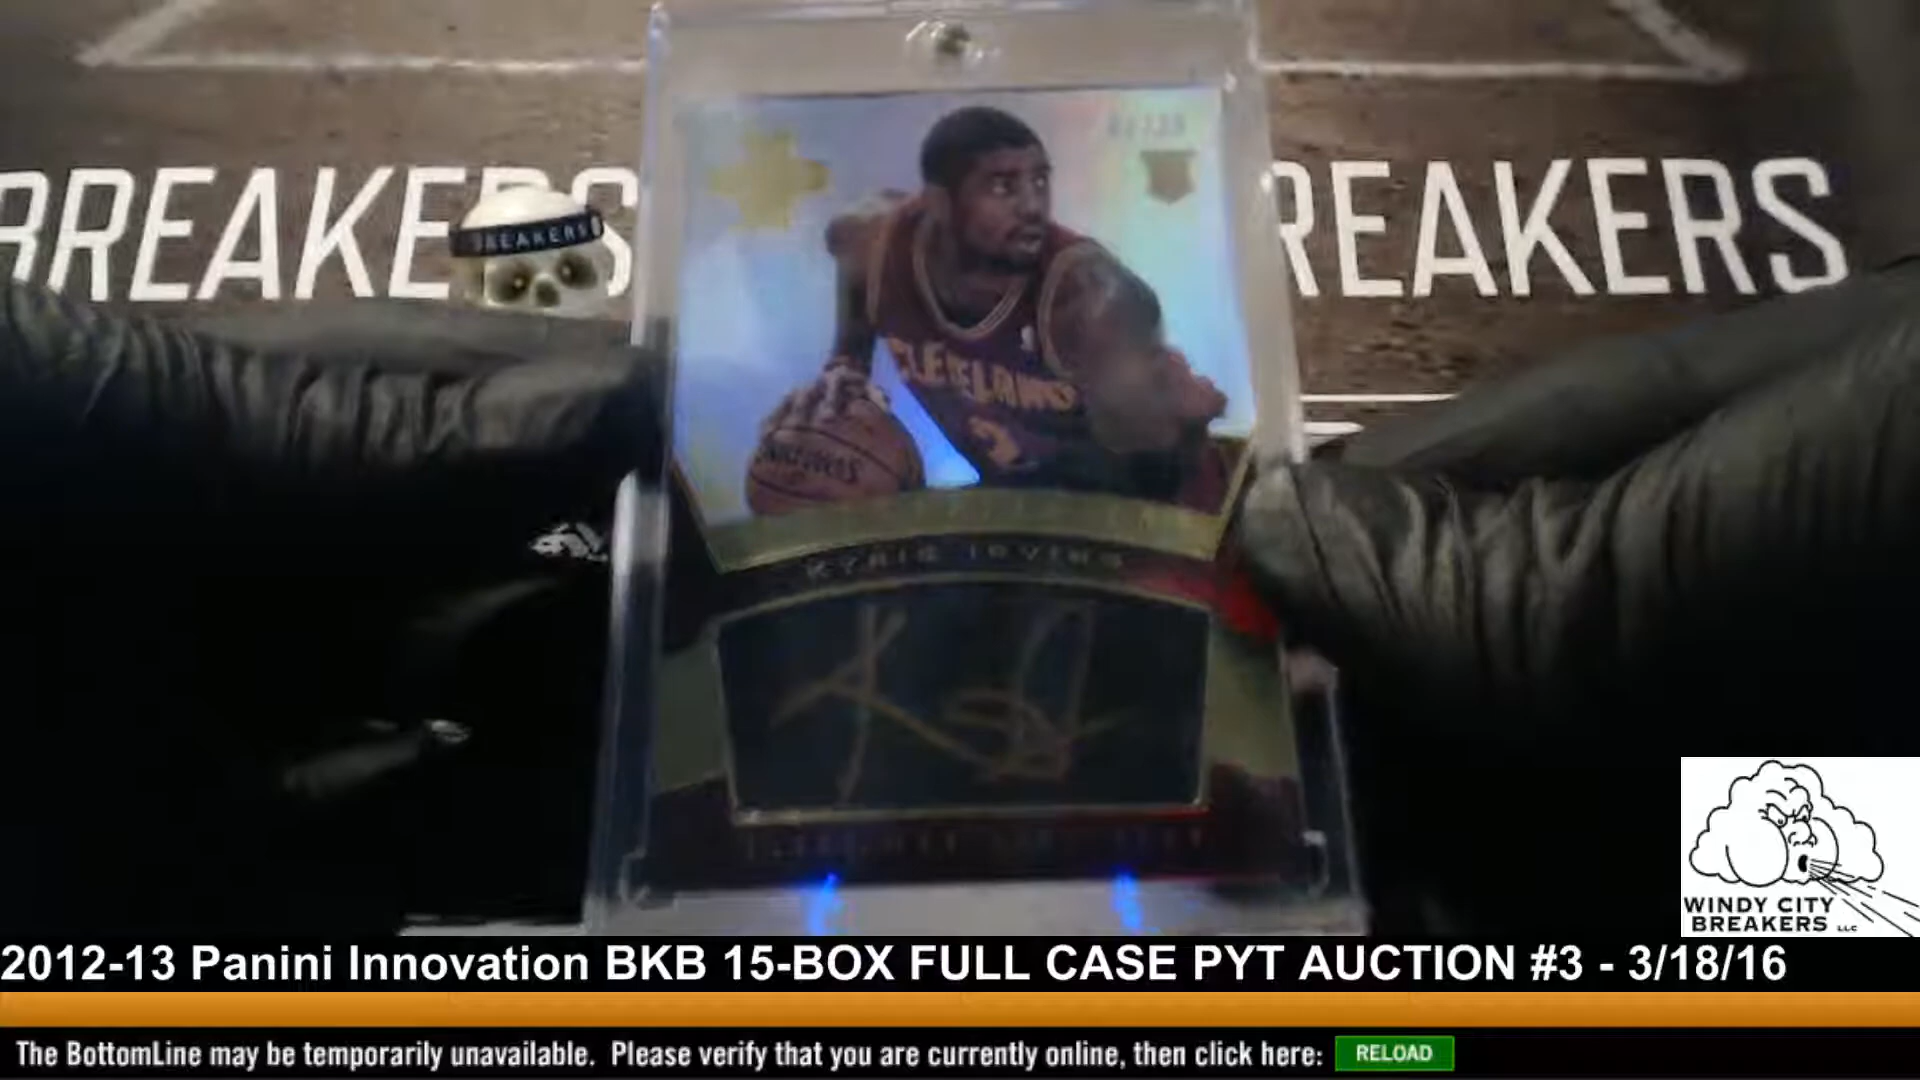 BREAKERS
BREAKERS
REAKERS
CLEVELAND
2
KYRIE IRVING
WINDY CITY
BREAKERS LLC
2012-13 Panini Innovation BKB 15-BOX FULL CASE PYT AUCTION #3 - 3/18/16
The BottomLine may be temporarily unavailable. Please verify that you are currently online, then click here: RELOAD